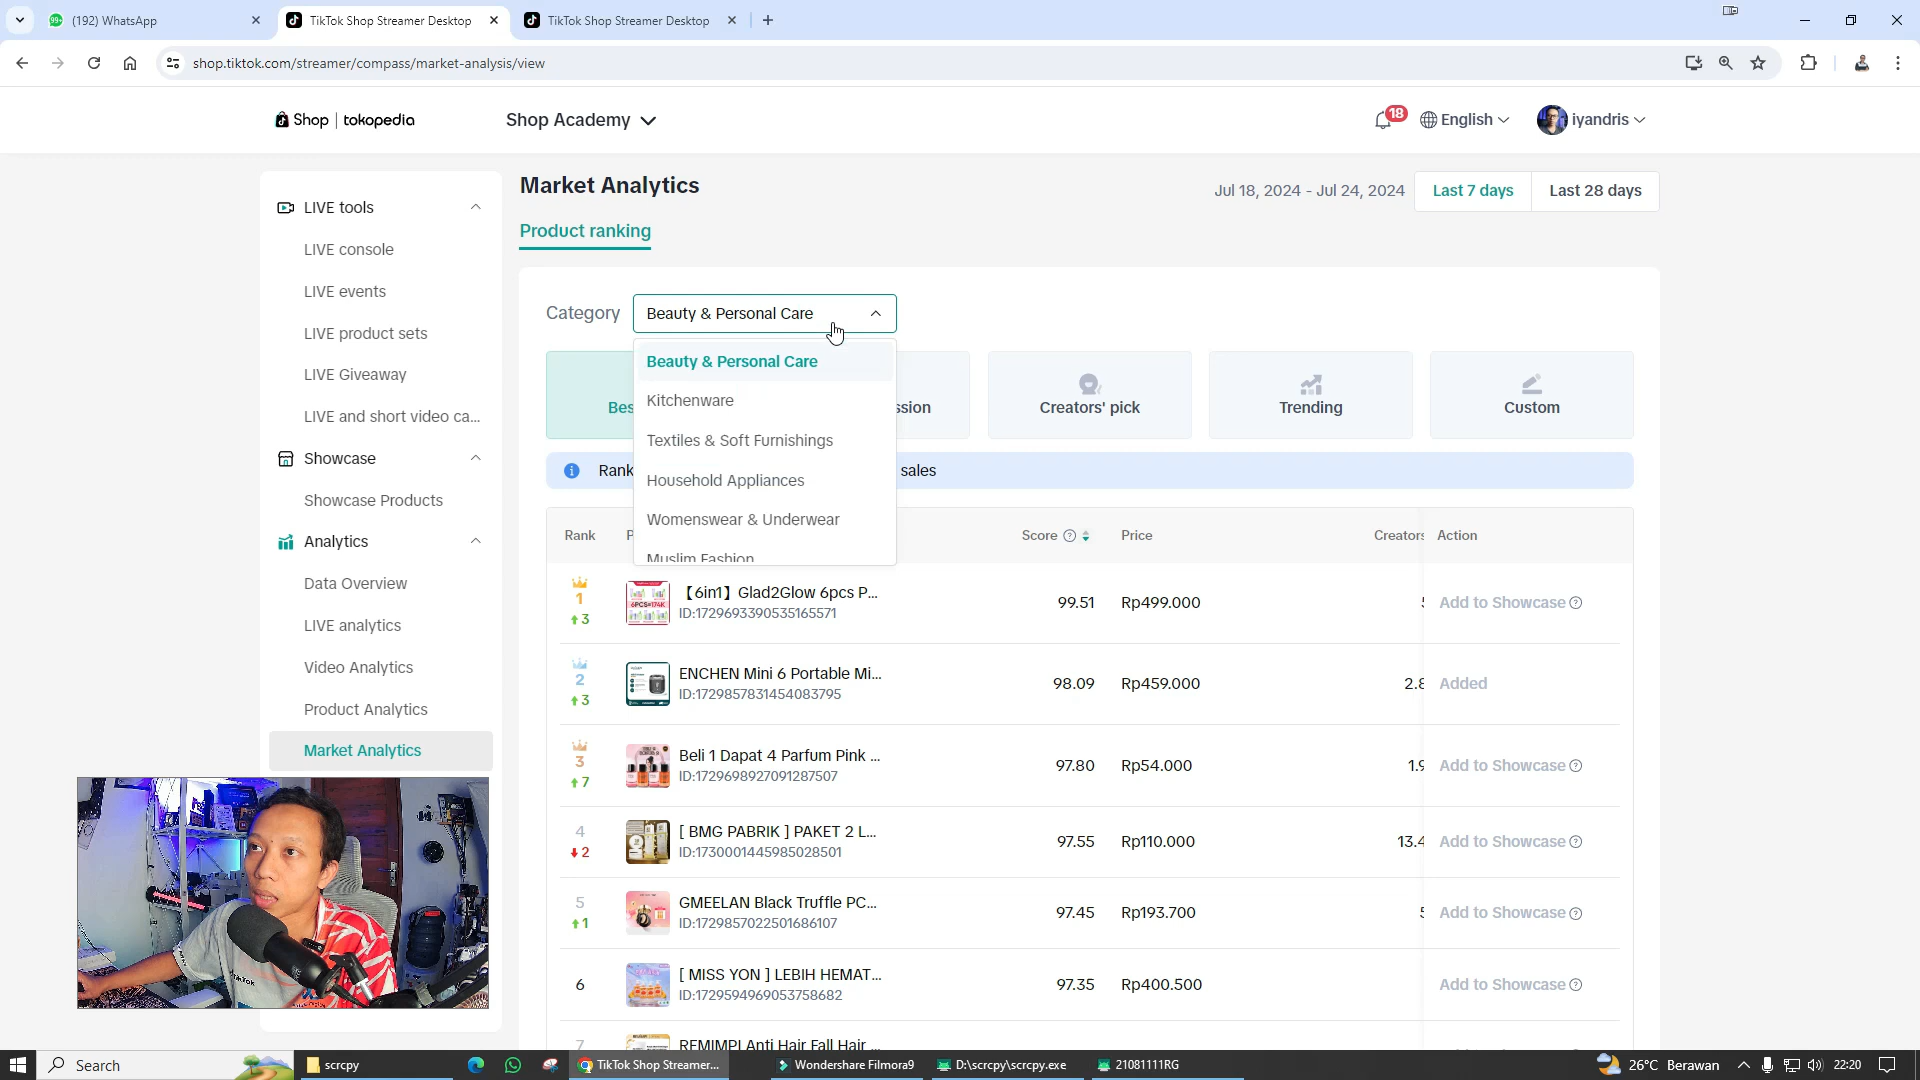 (192) WhatsApp
TikTok Shop Streamer Desktop
TikTok Shop Streamer Desktop
shop.tiktok.com/streamer/compass/market-analysis/view
Shop | tokopedia
Shop Academy
18
English
iyandris
LIVE tools
LIVE console
LIVE events
LIVE product sets
LIVE Giveaway
LIVE and short video ca...
Showcase
Showcase Products
Analytics
Data Overview
LIVE analytics
Video Analytics
Product Analytics
Market Analytics
Market Analytics
Jul 18, 2024 - Jul 24, 2024
Last 7 days
Last 28 days
Product ranking
Category
Beauty & Personal Care
Beauty & Personal Care
Kitchenware
Textiles & Soft Furnishings
Household Appliances
Womenswear & Underwear
Muslim Fashion
Bes
ssion
Creators' pick
Trending
Custom
Rank
sales
Rank
P
Score
Price
Creators
Action
1
3
【6in1】Glad2Glow 6pcs P...
ID:1729693390535165571
99.51
Rp499.000
Add to Showcase
2
3
ENCHEN Mini 6 Portable Mi...
ID:1729857831454083795
98.09
Rp459.000
2.8
Added
3
7
Beli 1 Dapat 4 Parfum Pink ...
ID:1729698927091287507
97.80
Rp54.000
1.9
Add to Showcase
4
2
[ BMG PABRIK ] PAKET 2 L...
ID:1730001445985028501
97.55
Rp110.000
13.4
Add to Showcase
5
1
GMEELAN Black Truffle PC...
ID:1729857022501686107
97.45
Rp193.700
Add to Showcase
6
[ MISS YON ] LEBIH HEMAT...
ID:1729594969053758682
97.35
Rp400.500
Add to Showcase
7
REMIMPI Anti Hair Fall Hair
Search
scrcpy
TikTok Shop Streamer...
Wondershare Filmora9
D:\scrcpy\scrcpy.exe
21081111RG
26°C Berawan
22:20